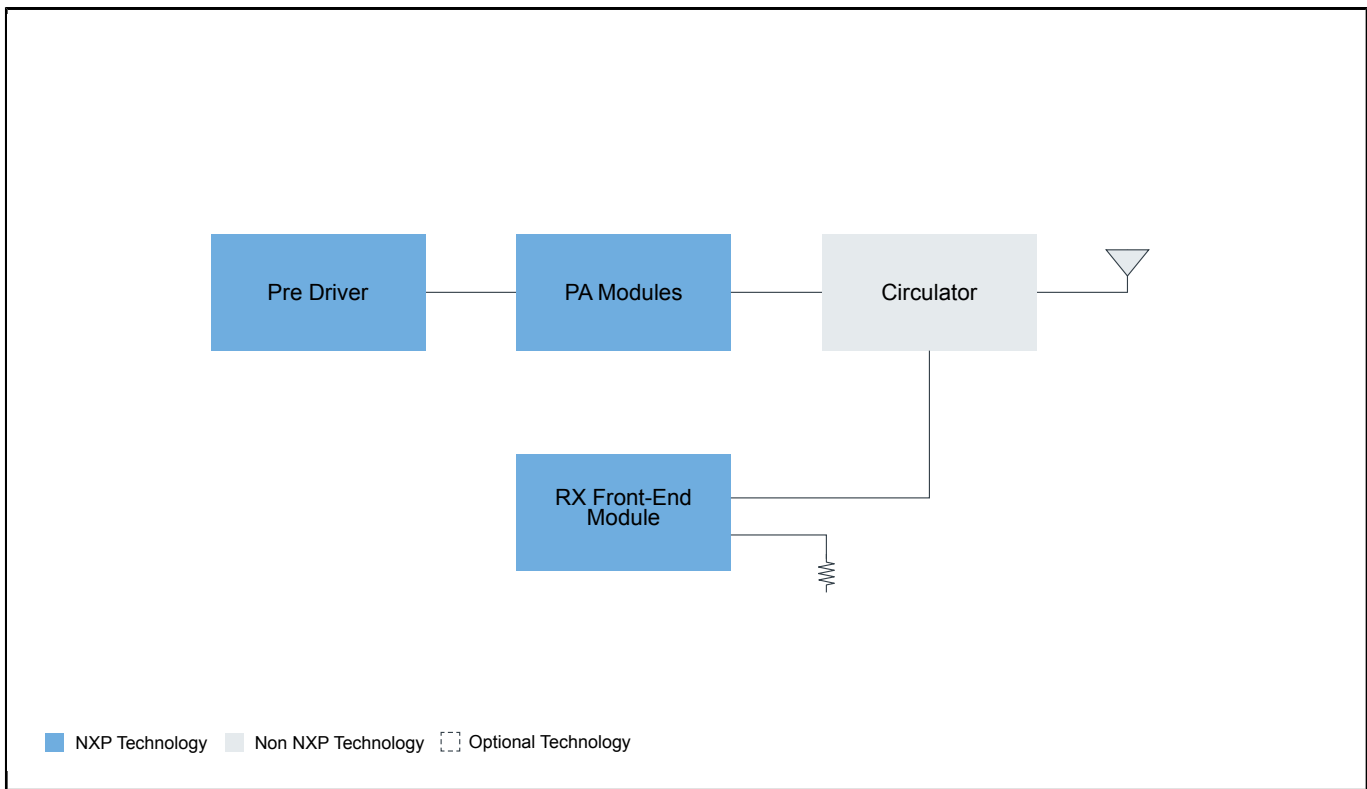 Pre Driver
PA Modules
Circulator
RX Front-End
Module
NXP Technology
Non NXP Technology
Optional Technology